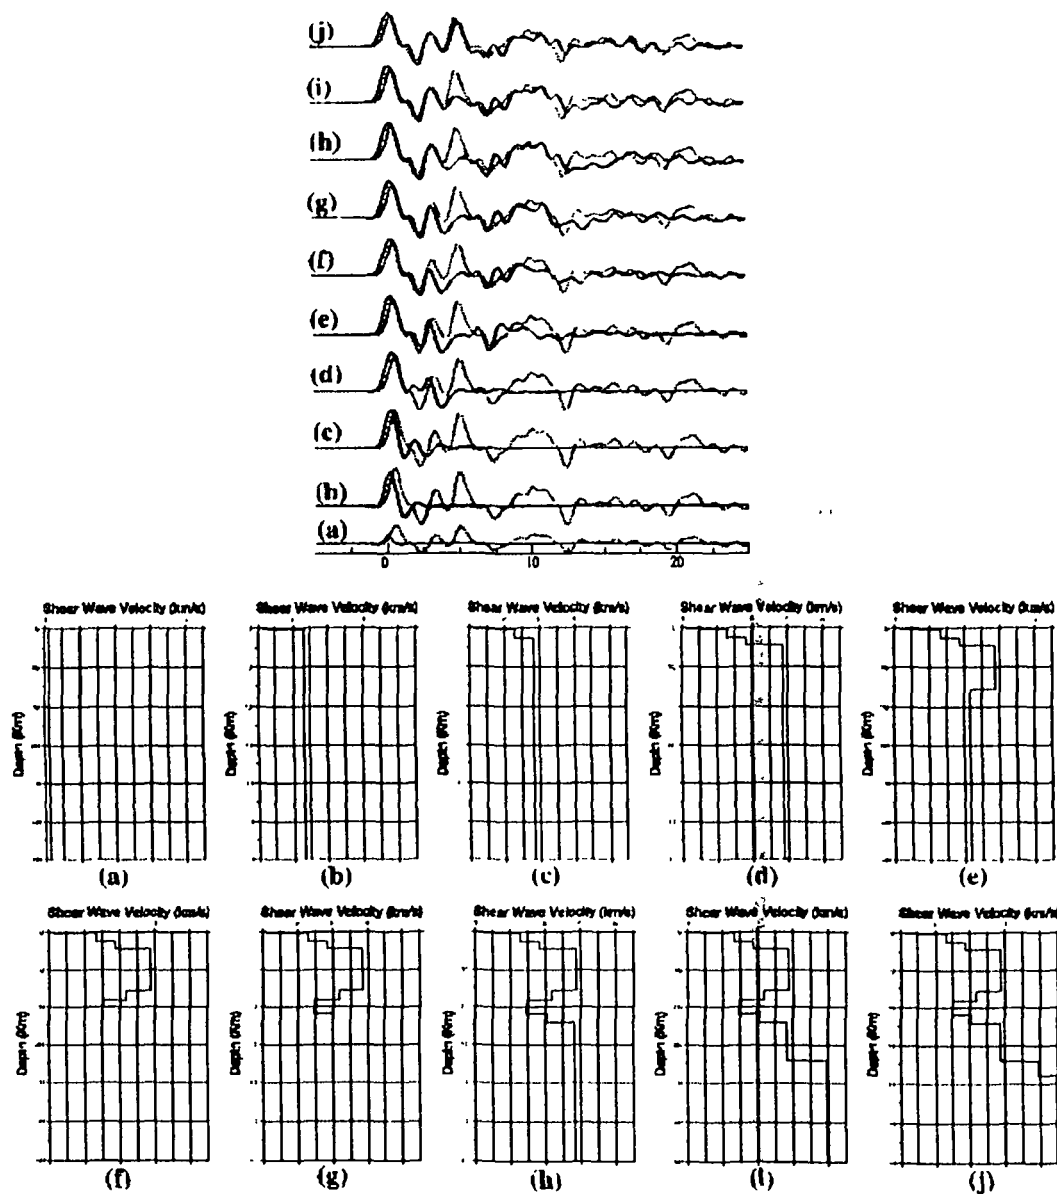 (j)
(i)
(h)
(g)
(f)
(e)
(d)
(c)
(b)
(a)
0 10 20
Shear Wave Velocity (km/s) Shear Wave Velocity (km/s) Shear Wave Velocity (km/s) Shear Wave Velocity (km/s) Shear Wave Velocity (km/s)
Depth (Km) Depth (Km) Depth (Km) Depth (Km) Depth (Km)
(a) (b) (c) (d) (e)
Shear Wave Velocity (km/s) Shear Wave Velocity (km/s) Shear Wave Velocity (km/s) Shear Wave Velocity (km/s) Shear Wave Velocity (km/s)
Depth (Km) Depth (Km) Depth (Km) Depth (Km) Depth (Km)
(f) (g) (h) (i) (j)